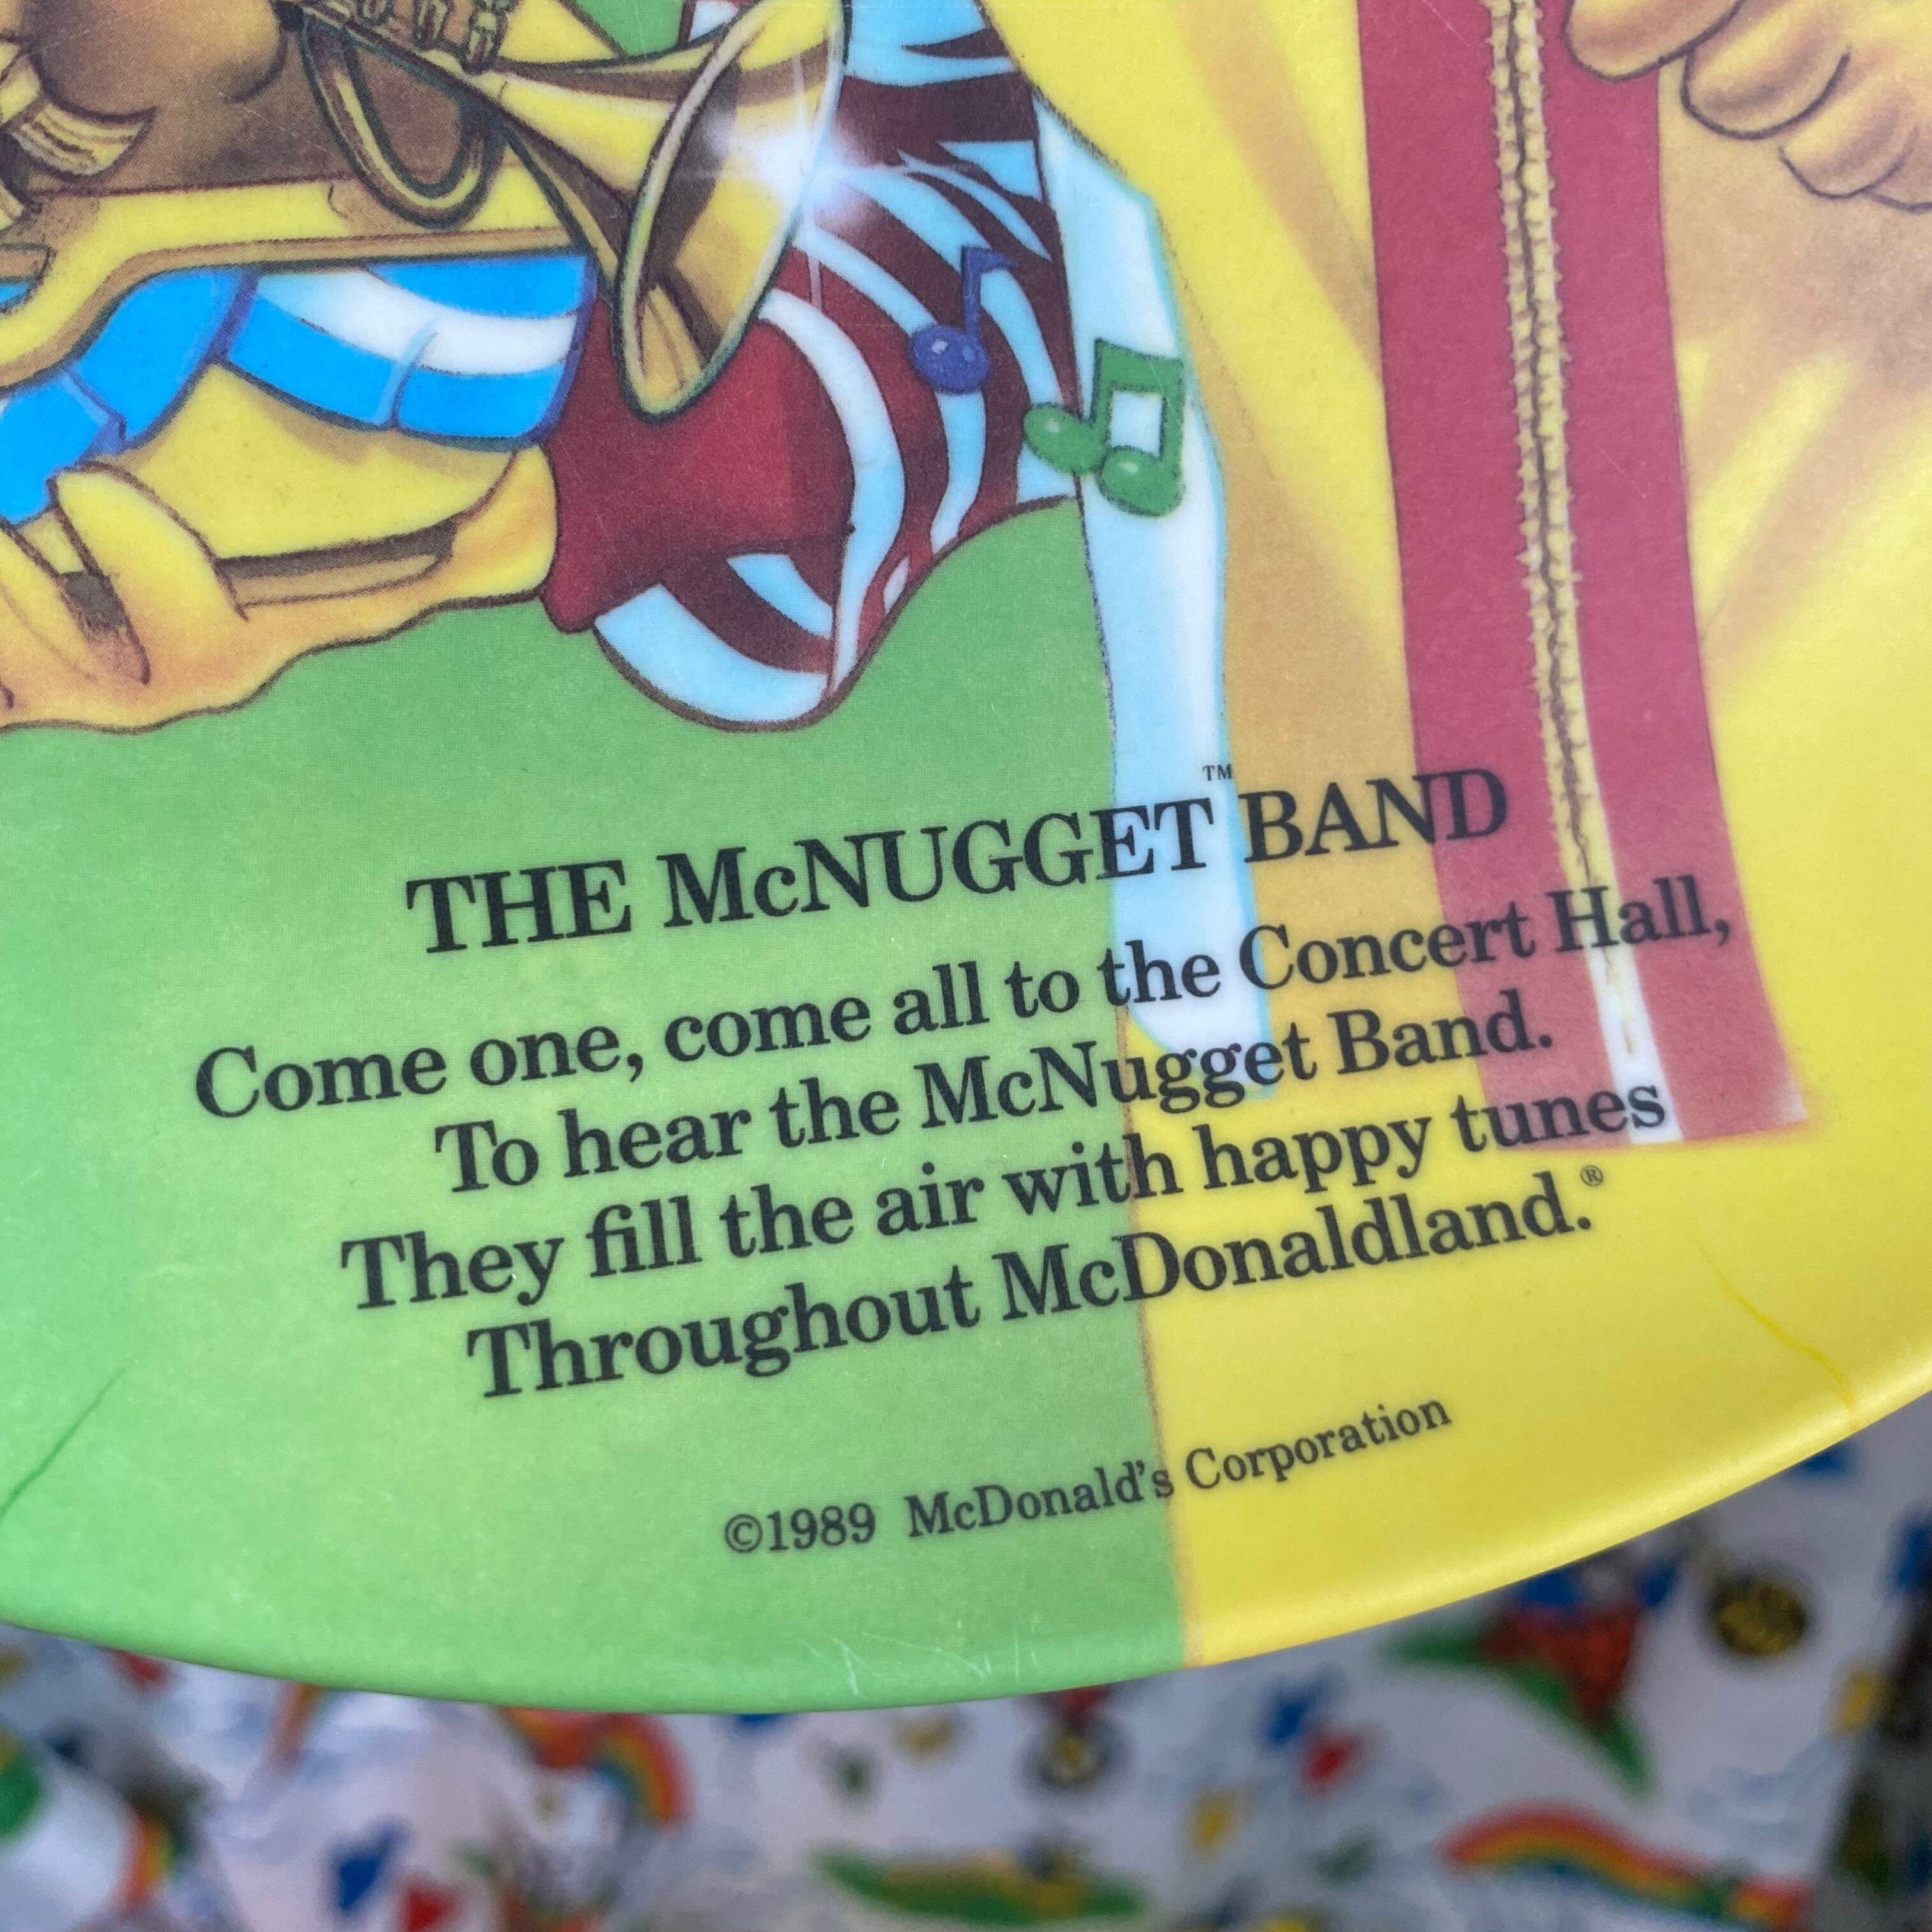 THE McNUGGET™ BAND
Come one, come all to the Concert Hall,
To hear the McNugget Band.
They fill the air with happy tunes
Throughout McDonaldland.®
©1989 McDonald's Corporation